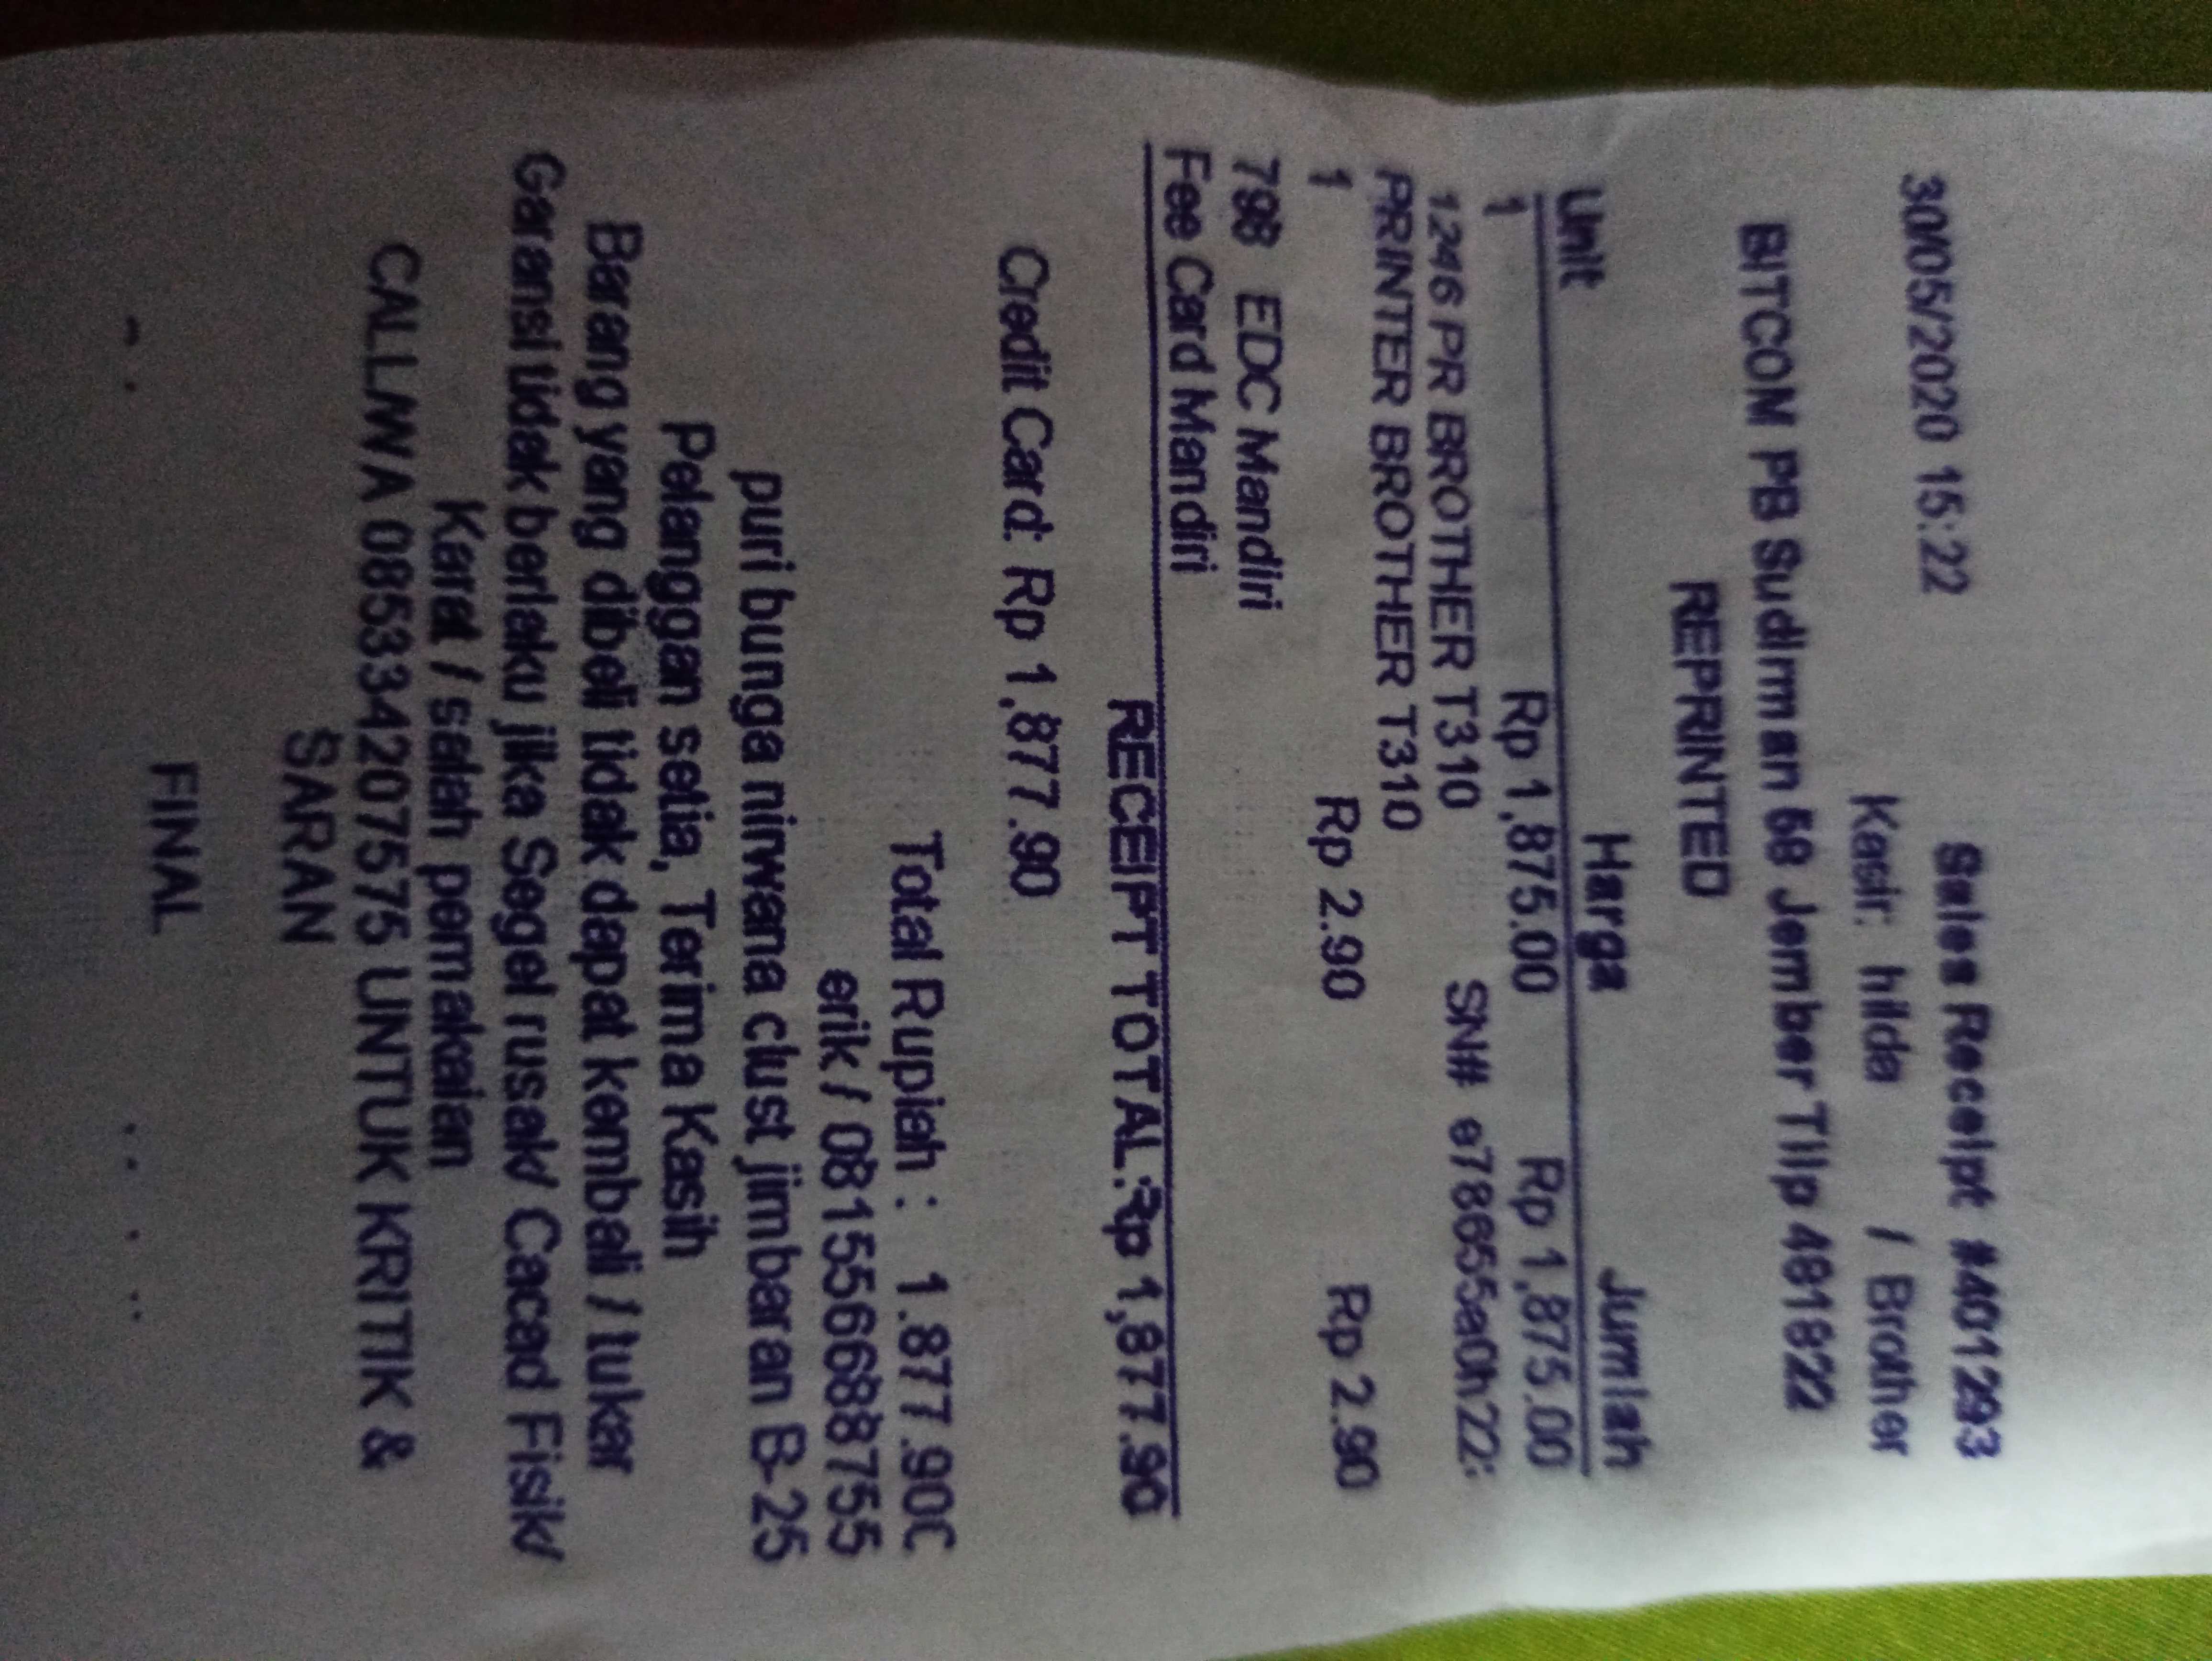 Sales Receipt #401293
30/05/2020 15:22
Kasir: hilda / Brother
BITCOM PB Sudirman 68 Jember Tllp 481822
REPRINTED
Unit Harga Jumlah
1 Rp 1,875.00 Rp 1,875.00
1246 PR BROTHER T310 SN#
PRINTER BROTHER T310
1 Rp 2.90 Rp 2.90
798 EDC Mandiri
Fee Card Mandiri
RECEIPT TOTAL: Rp 1,877.90
Credit Card: Rp 1,877.90
Total Rupiah : 1.877.900
erik / 081556688755
puri bunga nirwana clust jimbaran B-25
Pelanggan setia, Terima Kasih
Barang yang dibeli tidak dapat kembali / tukar
Garansi tidak berlaku jika Segel rusak/ Cacad Fisik/
Karat / salah pemakaian
CALL/WA 085334207575 UNTUK KRITIK &
SARAN
FINAL